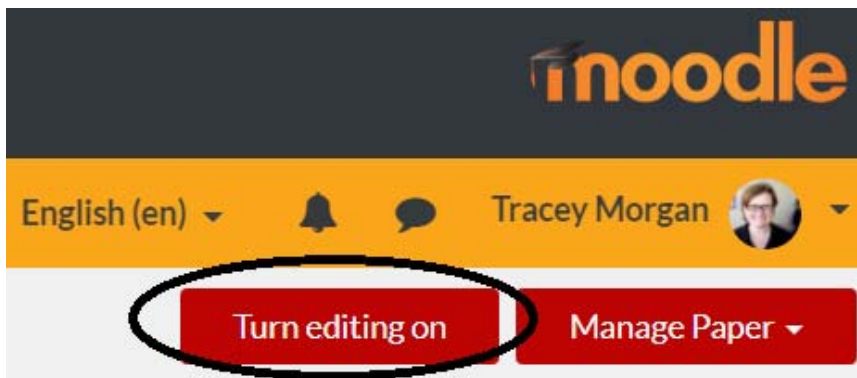 moodle
English (en) Tracey Morgan
Turn editing on Manage Paper